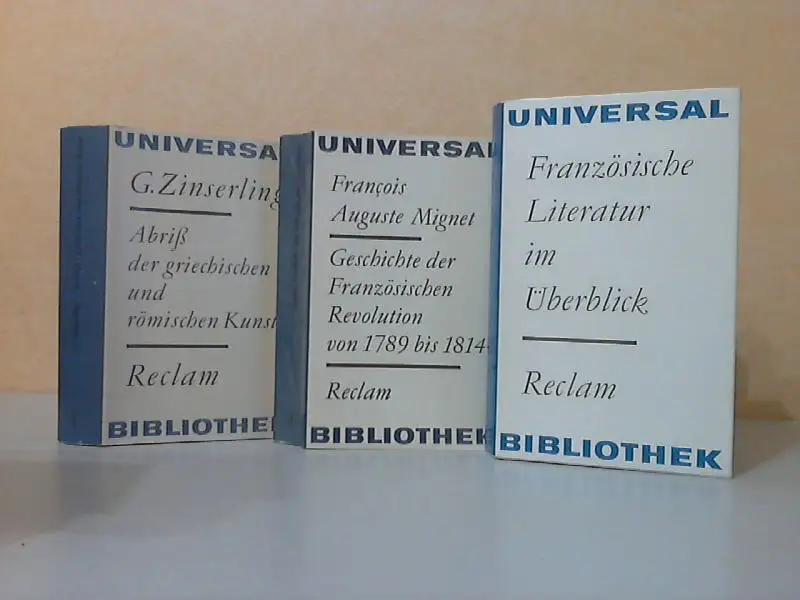 UNIVERSAL
G. Zinserling
Abriß
der griechischen
und
römischen Kunst
Reclam
BIBLIOTHEK
UNIVERSAL
François
Auguste Mignet
Geschichte der
Französischen
Revolution
von 1789 bis 1814
Reclam
BIBLIOTHEK
UNIVERSAL
Französische
Literatur
im
Überblick
Reclam
BIBLIOTHEK